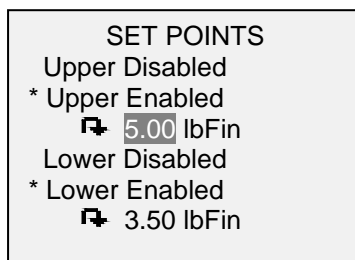 SET POINTS
Upper Disabled
* Upper Enabled
5.00 lbFin
Lower Disabled
* Lower Enabled
3.50 lbFin